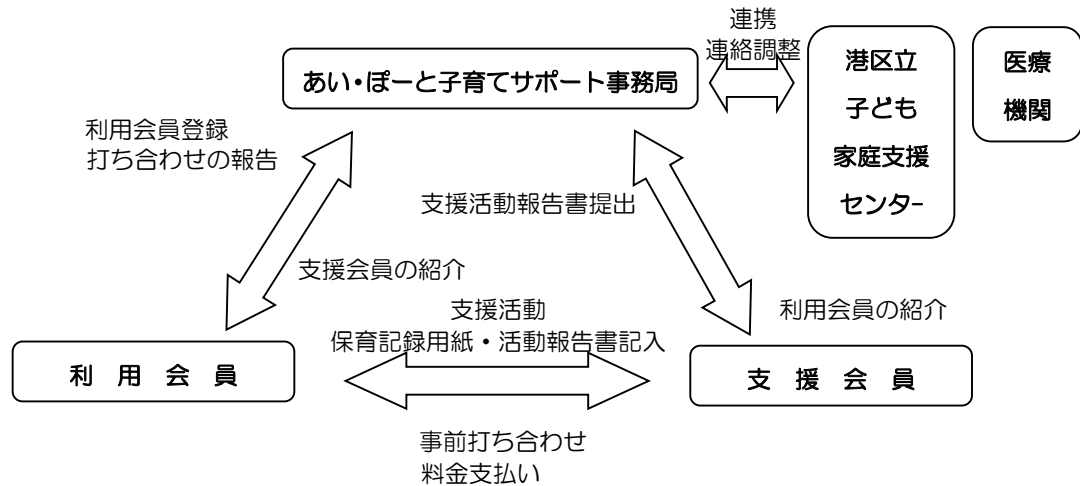 連携
連絡調整
あい・ぽーと子育てサポート事務局
港区立
子ども
家庭支援
センター
医療
機関
利用会員登録
打ち合わせの報告
支援活動報告書提出
支援会員の紹介
利用会員の紹介
支援活動
保育記録用紙・活動報告書記入
利　用　会　員
支　援　会　員
事前打ち合わせ
料金支払い